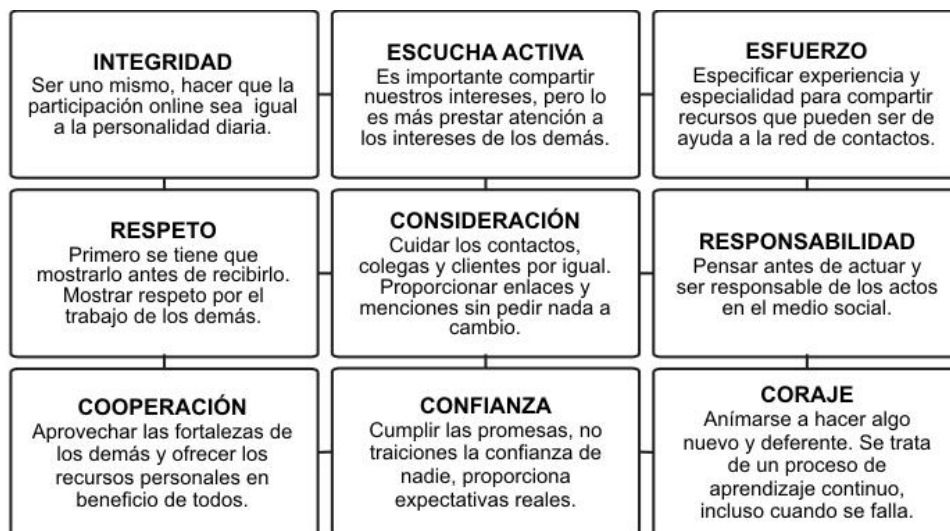 INTEGRIDAD
Ser uno mismo, hacer que la
participación online sea igual
a la personalidad diaria.
ESCUCHA ACTIVA
Es importante compartir
nuestros intereses, pero lo
es más prestar atención a
los intereses de los demás.
ESFUERZO
Especificar experiencia y
especialidad para compartir
recursos que pueden ser de
ayuda a la red de contactos.
RESPETO
Primero se tiene que
mostrarlo antes de recibirlo.
Mostrar respeto por el
trabajo de los demás.
CONSIDERACIÓN
Cuidar los contactos,
colegas y clientes por igual.
Proporcionar enlaces y
menciones sin pedir nada a
cambio.
RESPONSABILIDAD
Pensar antes de actuar y
ser responsable de los actos
en el medio social.
COOPERACIÓN
Aprovechar las fortalezas de
los demás y ofrecer los
recursos personales en
beneficio de todos.
CONFIANZA
Cumplir las promesas, no
traiciones la confianza de
nadie, proporciona
expectativas reales.
CORAJE
Anímarse a hacer algo
nuevo y deferente. Se trata
de un proceso de
aprendizaje continuo,
incluso cuando se falla.